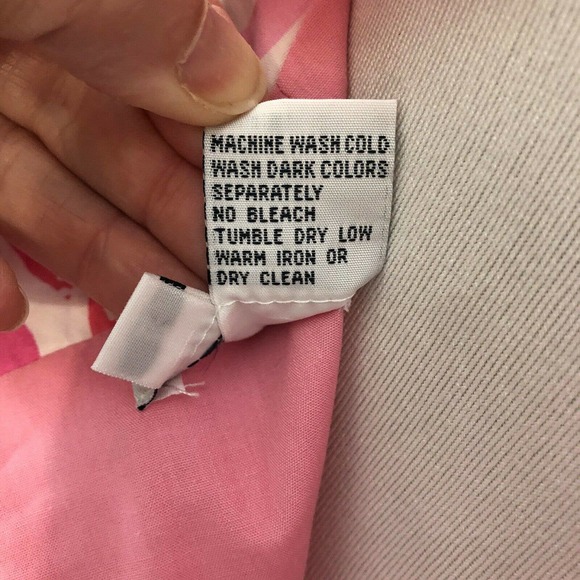 MACHINE WASH COLD
WASH DARK COLORS
SEPARATELY
NO BLEACH
TUMBLE DRY LOW
WARM IRON OR
DRY CLEAN